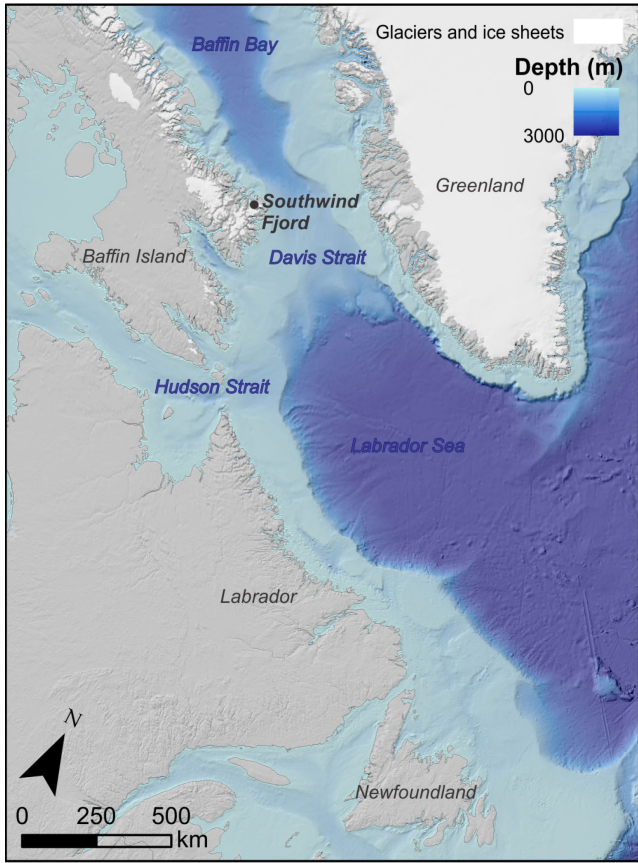 Baffin Bay
Glaciers and ice sheets
Depth (m)
0
3000
Greenland
Southwind
Fjord
Baffin Island
Davis Strait
Hudson Strait
Labrador Sea
Labrador
N
Newfoundland
0 250 500
km